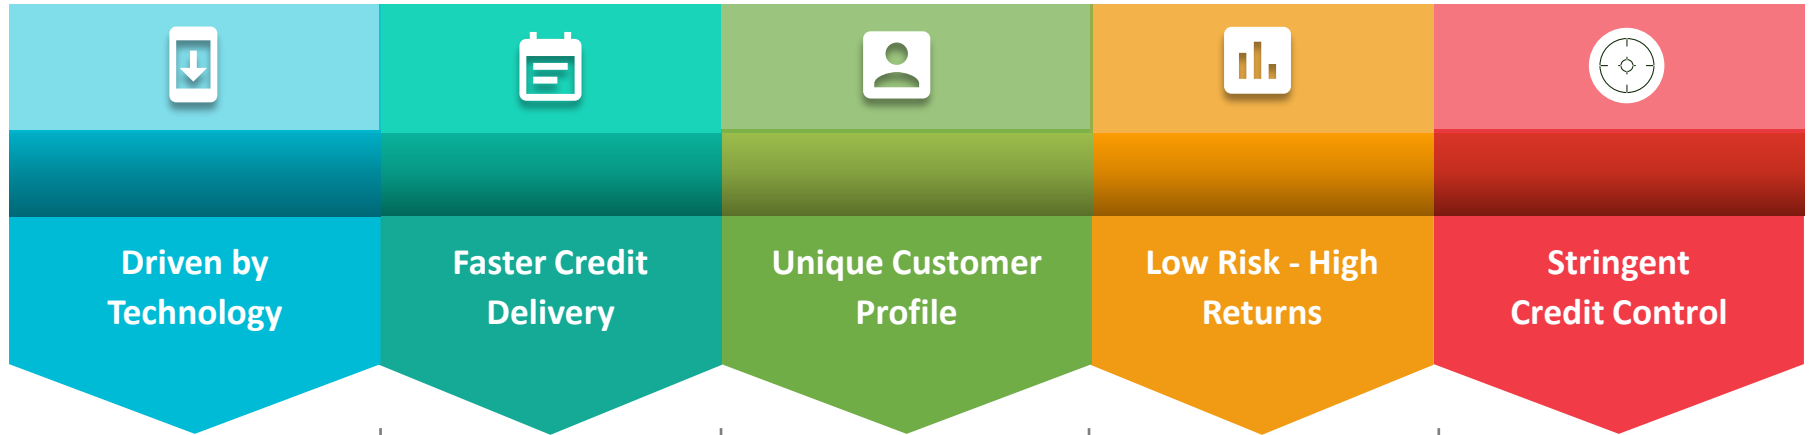 Driven by
Technology
Faster Credit
Delivery
Unique Customer
Profile
Low Risk - High
Returns
Stringent
Credit Control